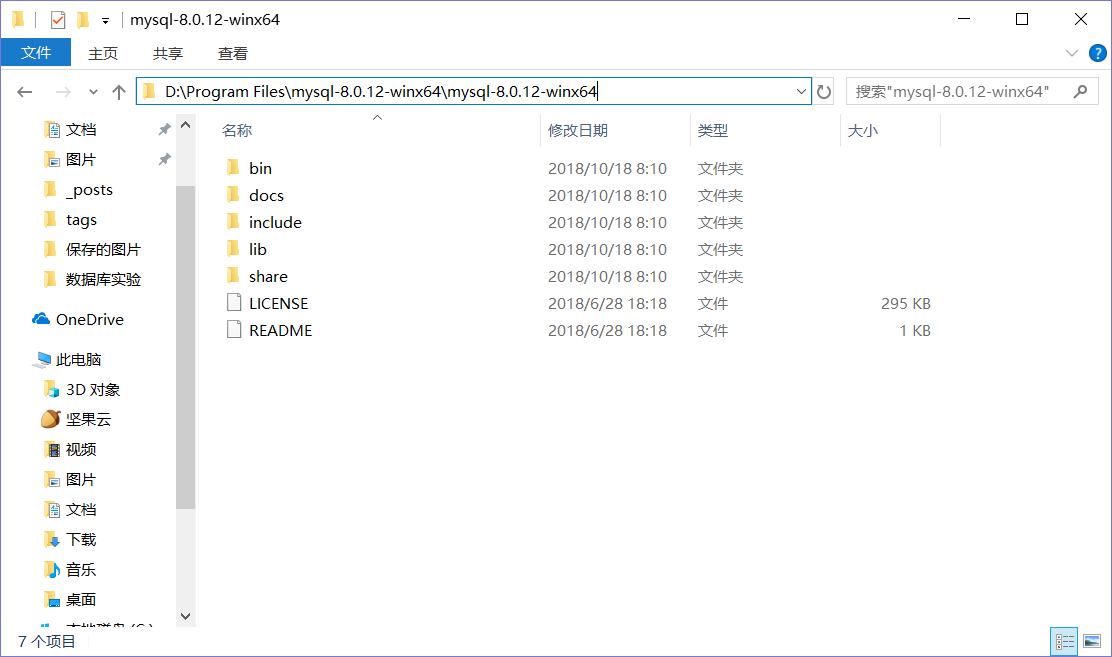 mysql-8.0.12-winx64
文件 主页 共享 查看
D:\Program Files\mysql-8.0.12-winx64\mysql-8.0.12-winx64 搜索"mysql-8.0.12-winx64"
名称 修改日期 类型 大小
文档
图片
_posts
tags
保存的图片
数据库实验
OneDrive
此电脑
3D 对象
坚果云
视频
图片
文档
下载
音乐
桌面
bin 2018/10/18 8:10 文件夹
docs 2018/10/18 8:10 文件夹
include 2018/10/18 8:10 文件夹
lib 2018/10/18 8:10 文件夹
share 2018/10/18 8:10 文件夹
LICENSE 2018/6/28 18:18 文件 295 KB
README 2018/6/28 18:18 文件 1 KB
7 个项目